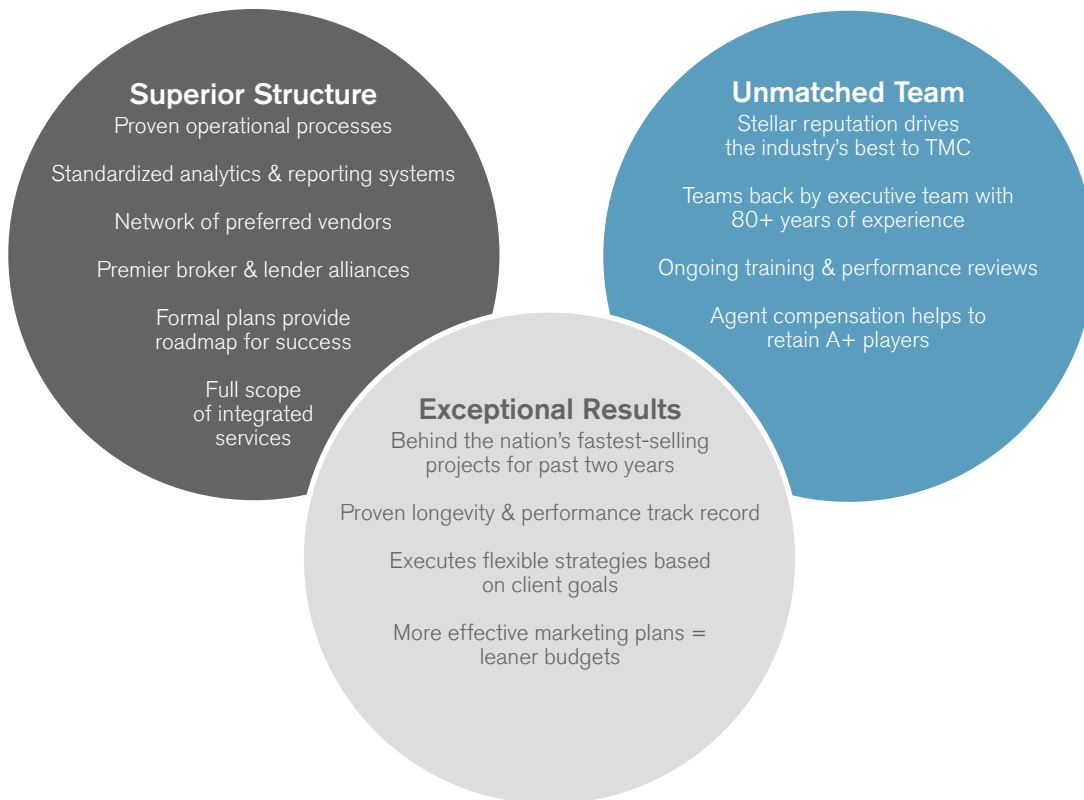 Superior Structure
Proven operational processes
Standardized analytics & reporting systems
Network of preferred vendors
Premier broker & lender alliances
Formal plans provide
roadmap for success
Full scope
of integrated
services
Unmatched Team
Stellar reputation drives
the industry's best to TMC
Teams back by executive team with
80+ years of experience
Ongoing training & performance reviews
Agent compensation helps to
retain A+ players
Exceptional Results
Behind the nation's fastest-selling
projects for past two years
Proven longevity & performance track record
Executes flexible strategies based
on client goals
More effective marketing plans =
leaner budgets